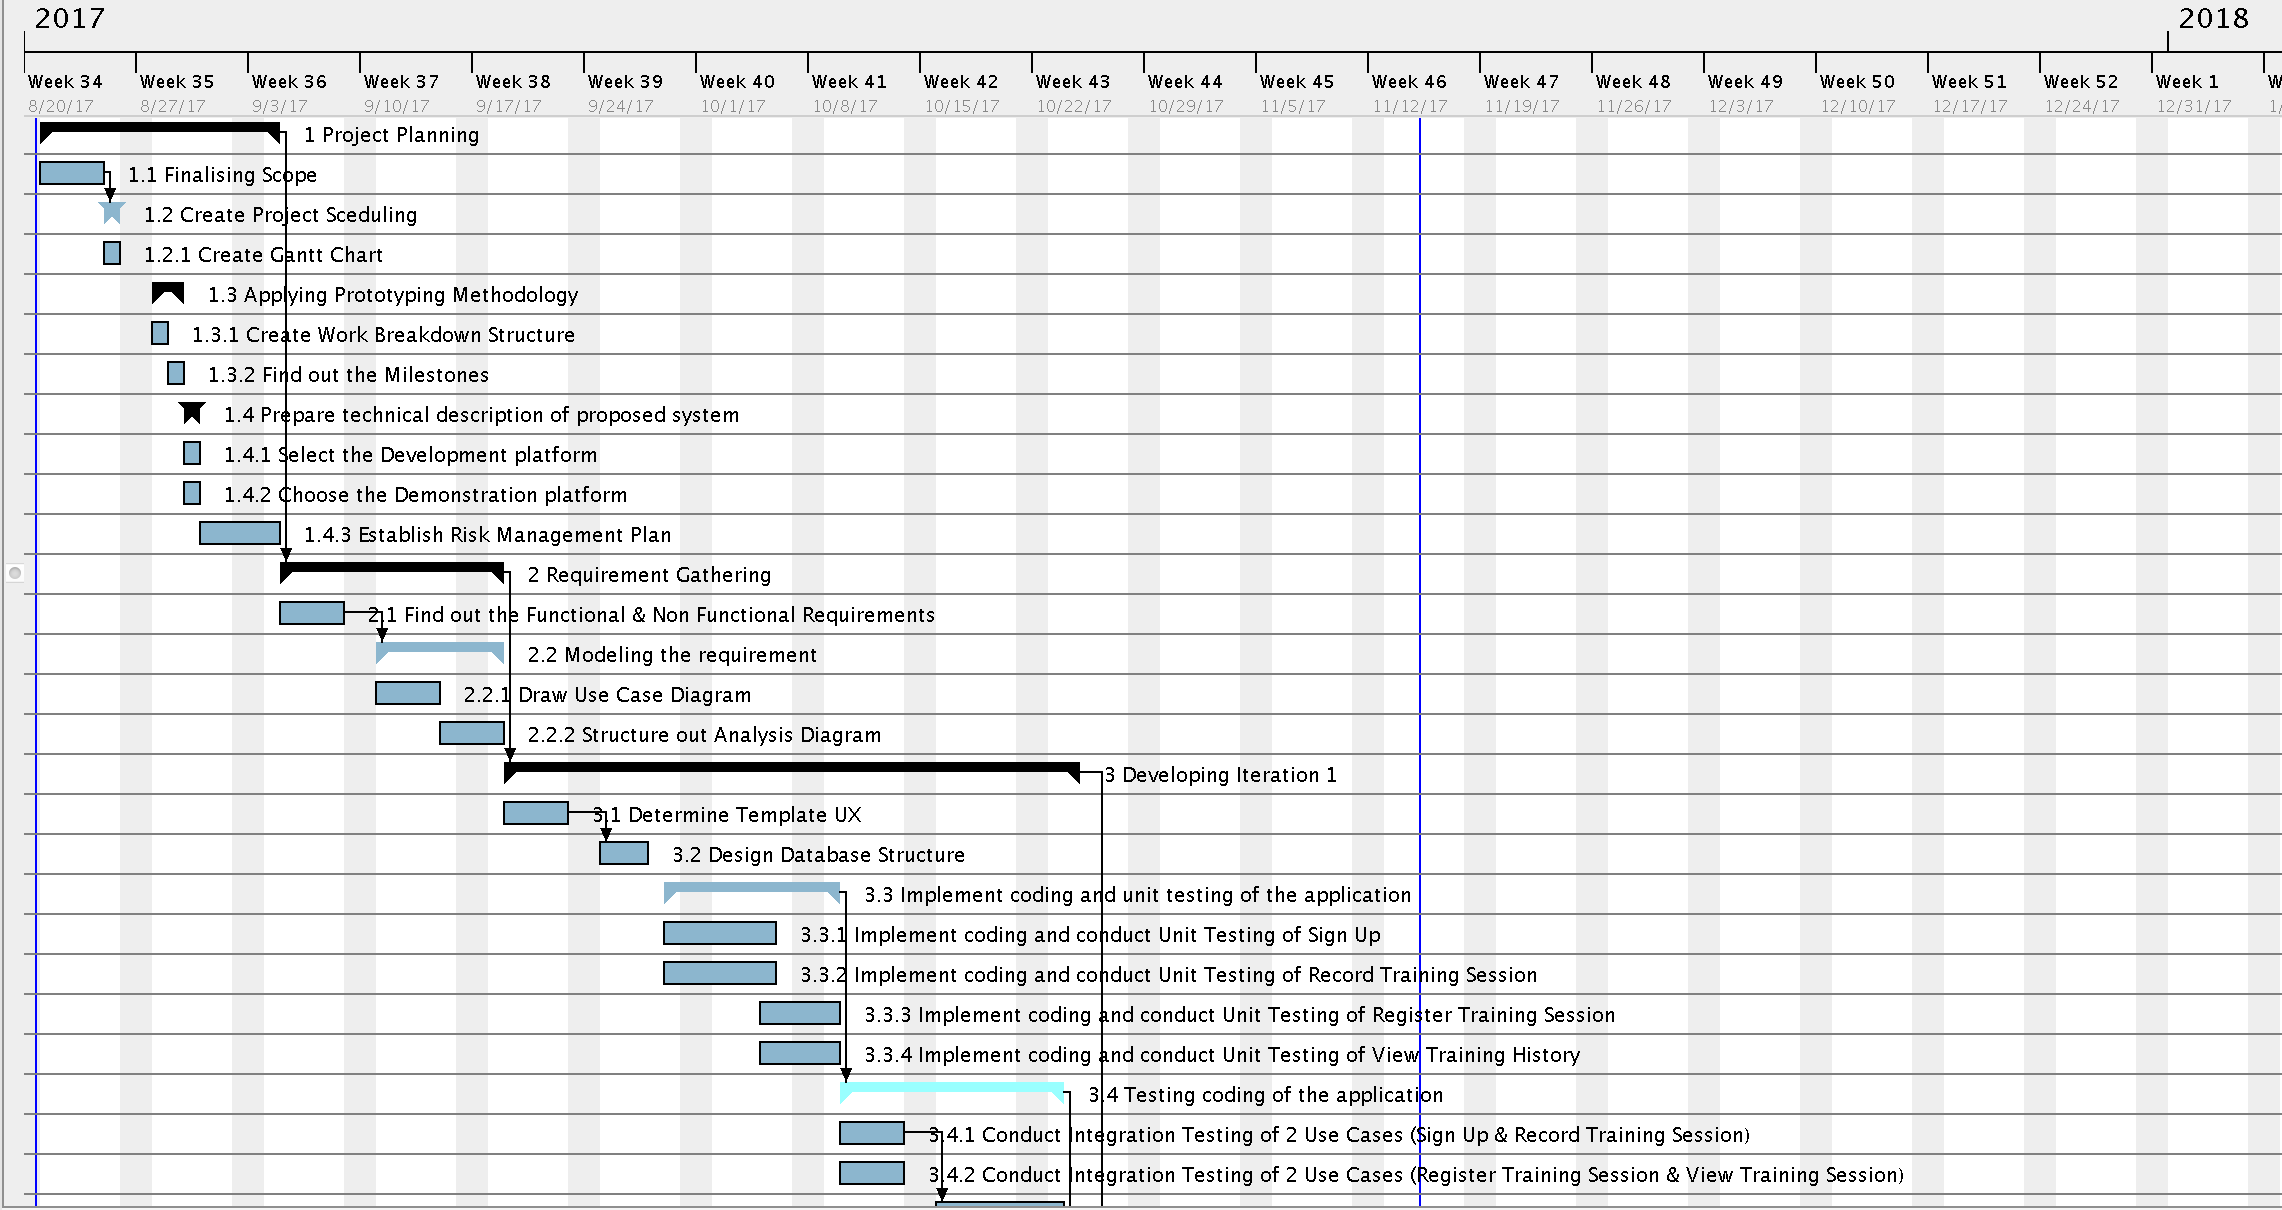 2017 2018
Week 34 Week 35 Week 36 Week 37 Week 38 Week 39 Week 40 Week 41 Week 42 Week 43 Week 44 Week 45 Week 46 Week 47 Week 48 Week 49 Week 50 Week 51 Week 52 Week 1 W
8/20/17 8/27/17 9/3/17 9/10/17 9/17/17 9/24/17 10/1/17 10/8/17 10/15/17 10/22/17 10/29/17 11/5/17 11/12/17 11/19/17 11/26/17 12/3/17 12/10/17 12/17/17 12/24/17 12/31/17 1/
1 Project Planning
1.1 Finalising Scope
1.2 Create Project Sceduling
1.2.1 Create Gantt Chart
1.3 Applying Prototyping Methodology
1.3.1 Create Work Breakdown Structure
1.3.2 Find out the Milestones
1.4 Prepare technical description of proposed system
1.4.1 Select the Development platform
1.4.2 Choose the Demonstration platform
1.4.3 Establish Risk Management Plan
2 Requirement Gathering
2.1 Find out the Functional & Non Functional Requirements
2.2 Modeling the requirement
2.2.1 Draw Use Case Diagram
2.2.2 Structure out Analysis Diagram
3 Developing Iteration 1
3.1 Determine Template UX
3.2 Design Database Structure
3.3 Implement coding and unit testing of the application
3.3.1 Implement coding and conduct Unit Testing of Sign Up
3.3.2 Implement coding and conduct Unit Testing of Record Training Session
3.3.3 Implement coding and conduct Unit Testing of Register Training Session
3.3.4 Implement coding and conduct Unit Testing of View Training History
3.4 Testing coding of the application
3.4.1 Conduct Integration Testing of 2 Use Cases (Sign Up & Record Training Session)
3.4.2 Conduct Integration Testing of 2 Use Cases (Register Training Session & View Training Session)